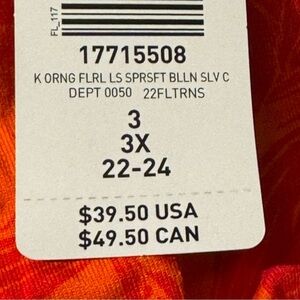 FL_117
17715508
K ORNG FLRL LS SPRSFT BLLN SLV C
DEPT 0050 22FLTRNS
3
3X
22-24
$39.50 USA
$49.50 CAN